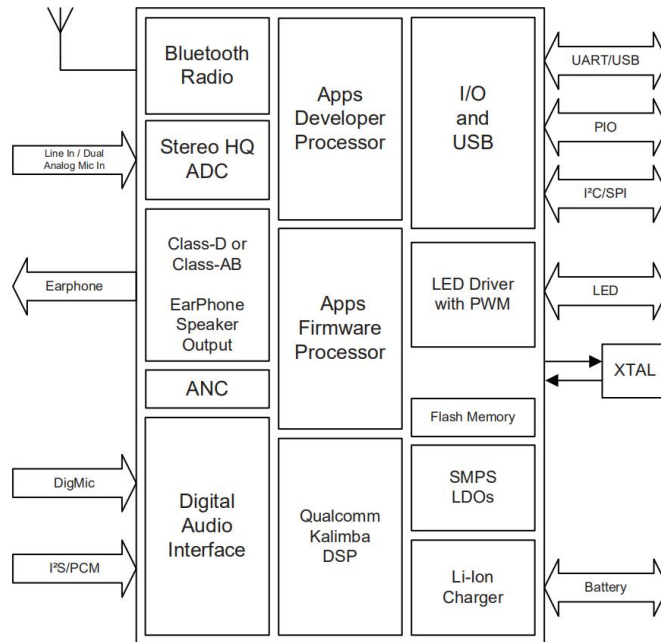 Bluetooth
Radio
Apps
Developer
Processor
I/O
and
USB
UART/USB
PIO
I²C/SPI
Line In / Dual
Analog Mic In
Stereo HQ
ADC
Class-D or
Class-AB
EarPhone
Speaker
Output
Earphone
Apps
Firmware
Processor
LED Driver
with PWM
LED
XTAL
ANC
Flash Memory
DigMic
I²S/PCM
Digital
Audio
Interface
Qualcomm
Kalimba
DSP
SMPS
LDOs
Li-Ion
Charger
Battery